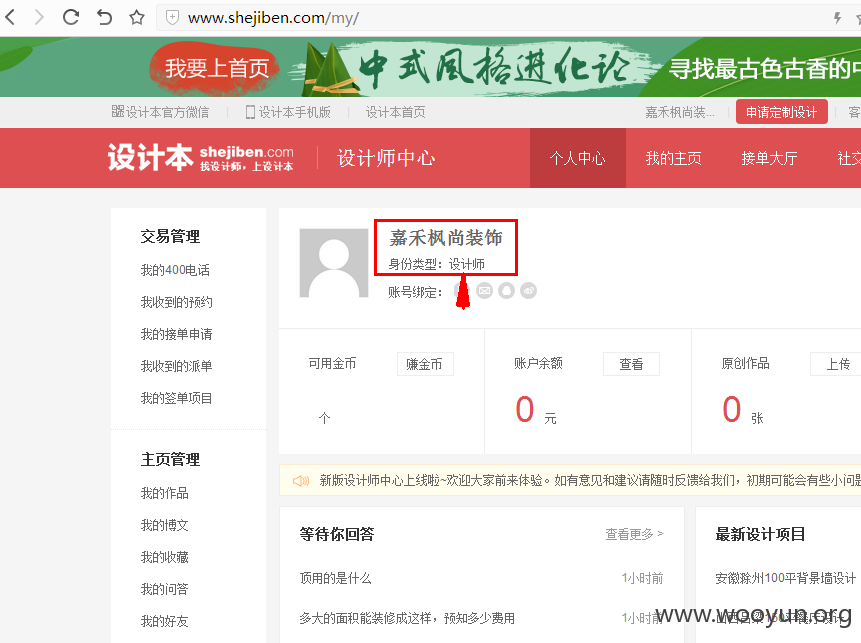 www.shejiben.com/my/
我要上首页
中式风格进化论
寻找最古色古香的中
设计本官方微信
设计本手机版
设计本首页
嘉禾枫尚装...
申请定制设计
客
设计本
shejiben.com
找设计师，上设计本
设计师中心
个人中心
我的主页
接单大厅
社交
交易管理
我的400电话
我收到的预约
我的接单申请
我收到的派单
我的签单项目
主页管理
我的作品
我的博文
我的收藏
我的问答
我的好友
嘉禾枫尚装饰
身份类型：设计师
账号绑定：
可用金币
赚金币
个
账户余额
查看
0 元
原创作品
上传
0 张
新版设计师中心上线啦~欢迎大家前来体验。如有意见和建议请随时反馈给我们，初期可能会有些小问题
等待你回答
查看更多 >
顶用的是什么
1小时前
多大的面积能装修成这样，预知多少费用
1小时前
最新设计项目
安徽滁州100平背景墙设计
www.wooyun.org